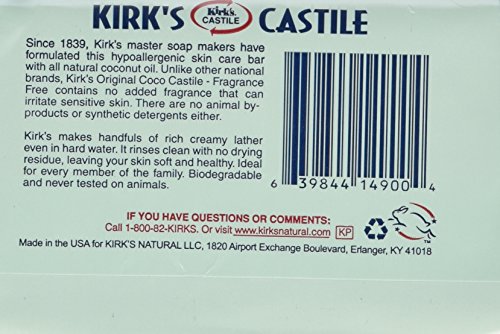 KIRK'S Kirk's CASTILE CASTILE
Since 1839, Kirk's master soap makers have
formulated this hypoallergenic skin care bar
with all natural coconut oil. Unlike other national
brands, Kirk's Original Coco Castile - Fragrance
Free contains no added fragrance that can
irritate sensitive skin. There are no animal by-
products or synthetic detergents either.
Kirk's makes handfuls of rich creamy lather
even in hard water. It rinses clean with no drying
residue, leaving your skin soft and healthy. Ideal
for every member of the family. Biodegradable
and never tested on animals.
6 39844 14900 4
IF YOU HAVE QUESTIONS OR COMMENTS:
Call 1-800-82-KIRKS. Or visit www.kirksnatural.com KP
TM
Made in the USA for KIRK'S NATURAL LLC, 1820 Airport Exchange Boulevard, Erlanger, KY 41018